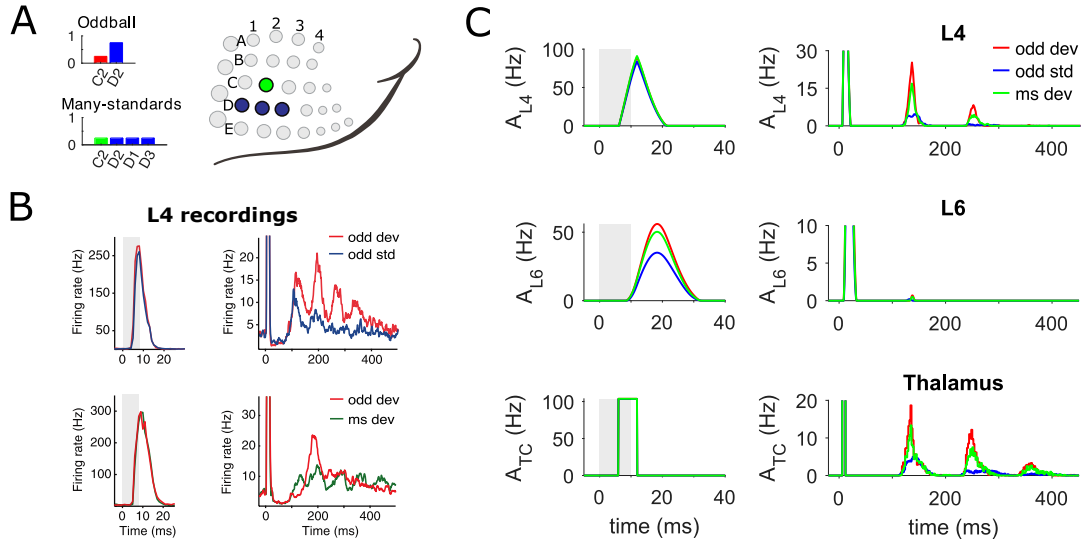 A
Oddball
1
0
C2
D2
Many-standards
1
0
C2
D2
D1
D3
1 2 3 4
A
B
C
D
E
B
L4 recordings
Firing rate (Hz)
250
150
50
0 10 20
odd dev
odd std
Firing rate (Hz)
20
15
10
5
0 200 400
Firing rate (Hz)
300
200
100
0 10 20
Time (ms)
odd dev
ms dev
Firing rate (Hz)
30
20
10
0 200 400
Time (ms)
C
A_L4 (Hz)
100
50
0
0 20 40
L4
A_L4 (Hz)
30
15
0
0 200 400
odd dev
odd std
ms dev
A_L6 (Hz)
50
0
0 20 40
L6
A_L6 (Hz)
10
5
0
0 200 400
A_TC (Hz)
100
50
0
0 20 40
time (ms)
Thalamus
A_TC (Hz)
20
10
0
0 200 400
time (ms)